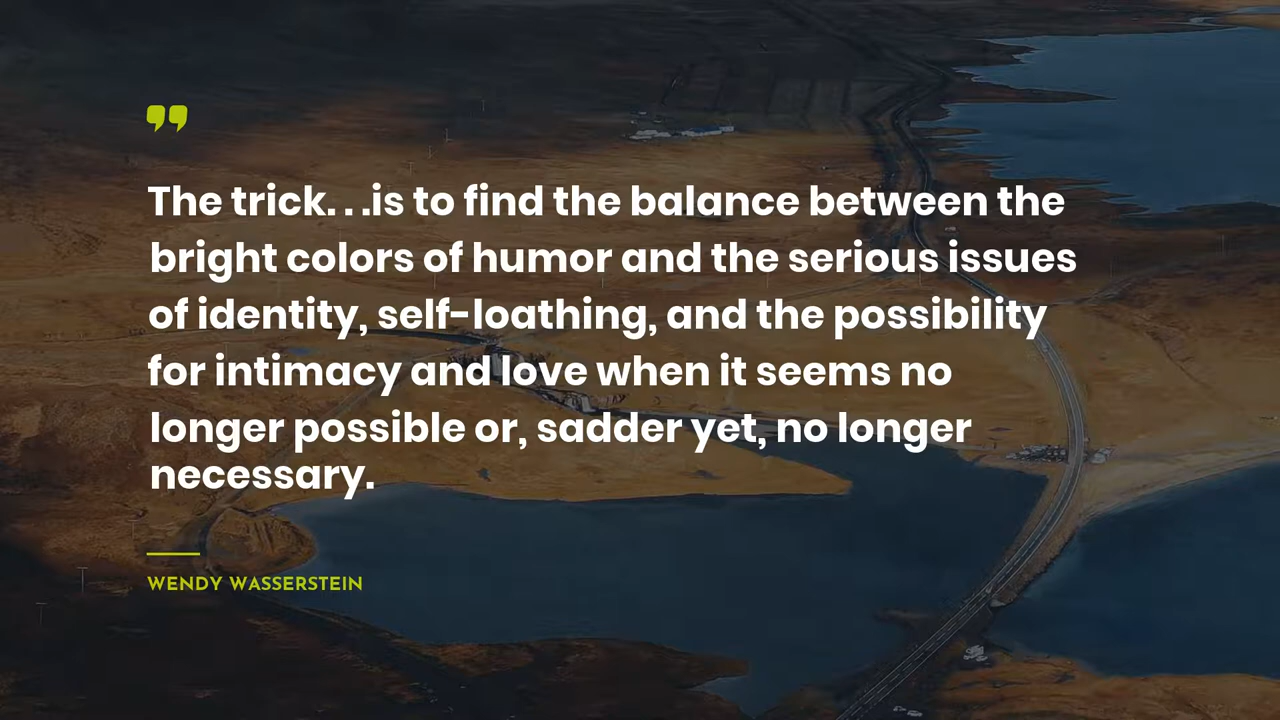 ”
The trick. . .is to find the balance between the
bright colors of humor and the serious issues
of identity, self-loathing, and the possibility
for intimacy and love when it seems no
longer possible or, sadder yet, no longer
necessary.
WENDY WASSERSTEIN